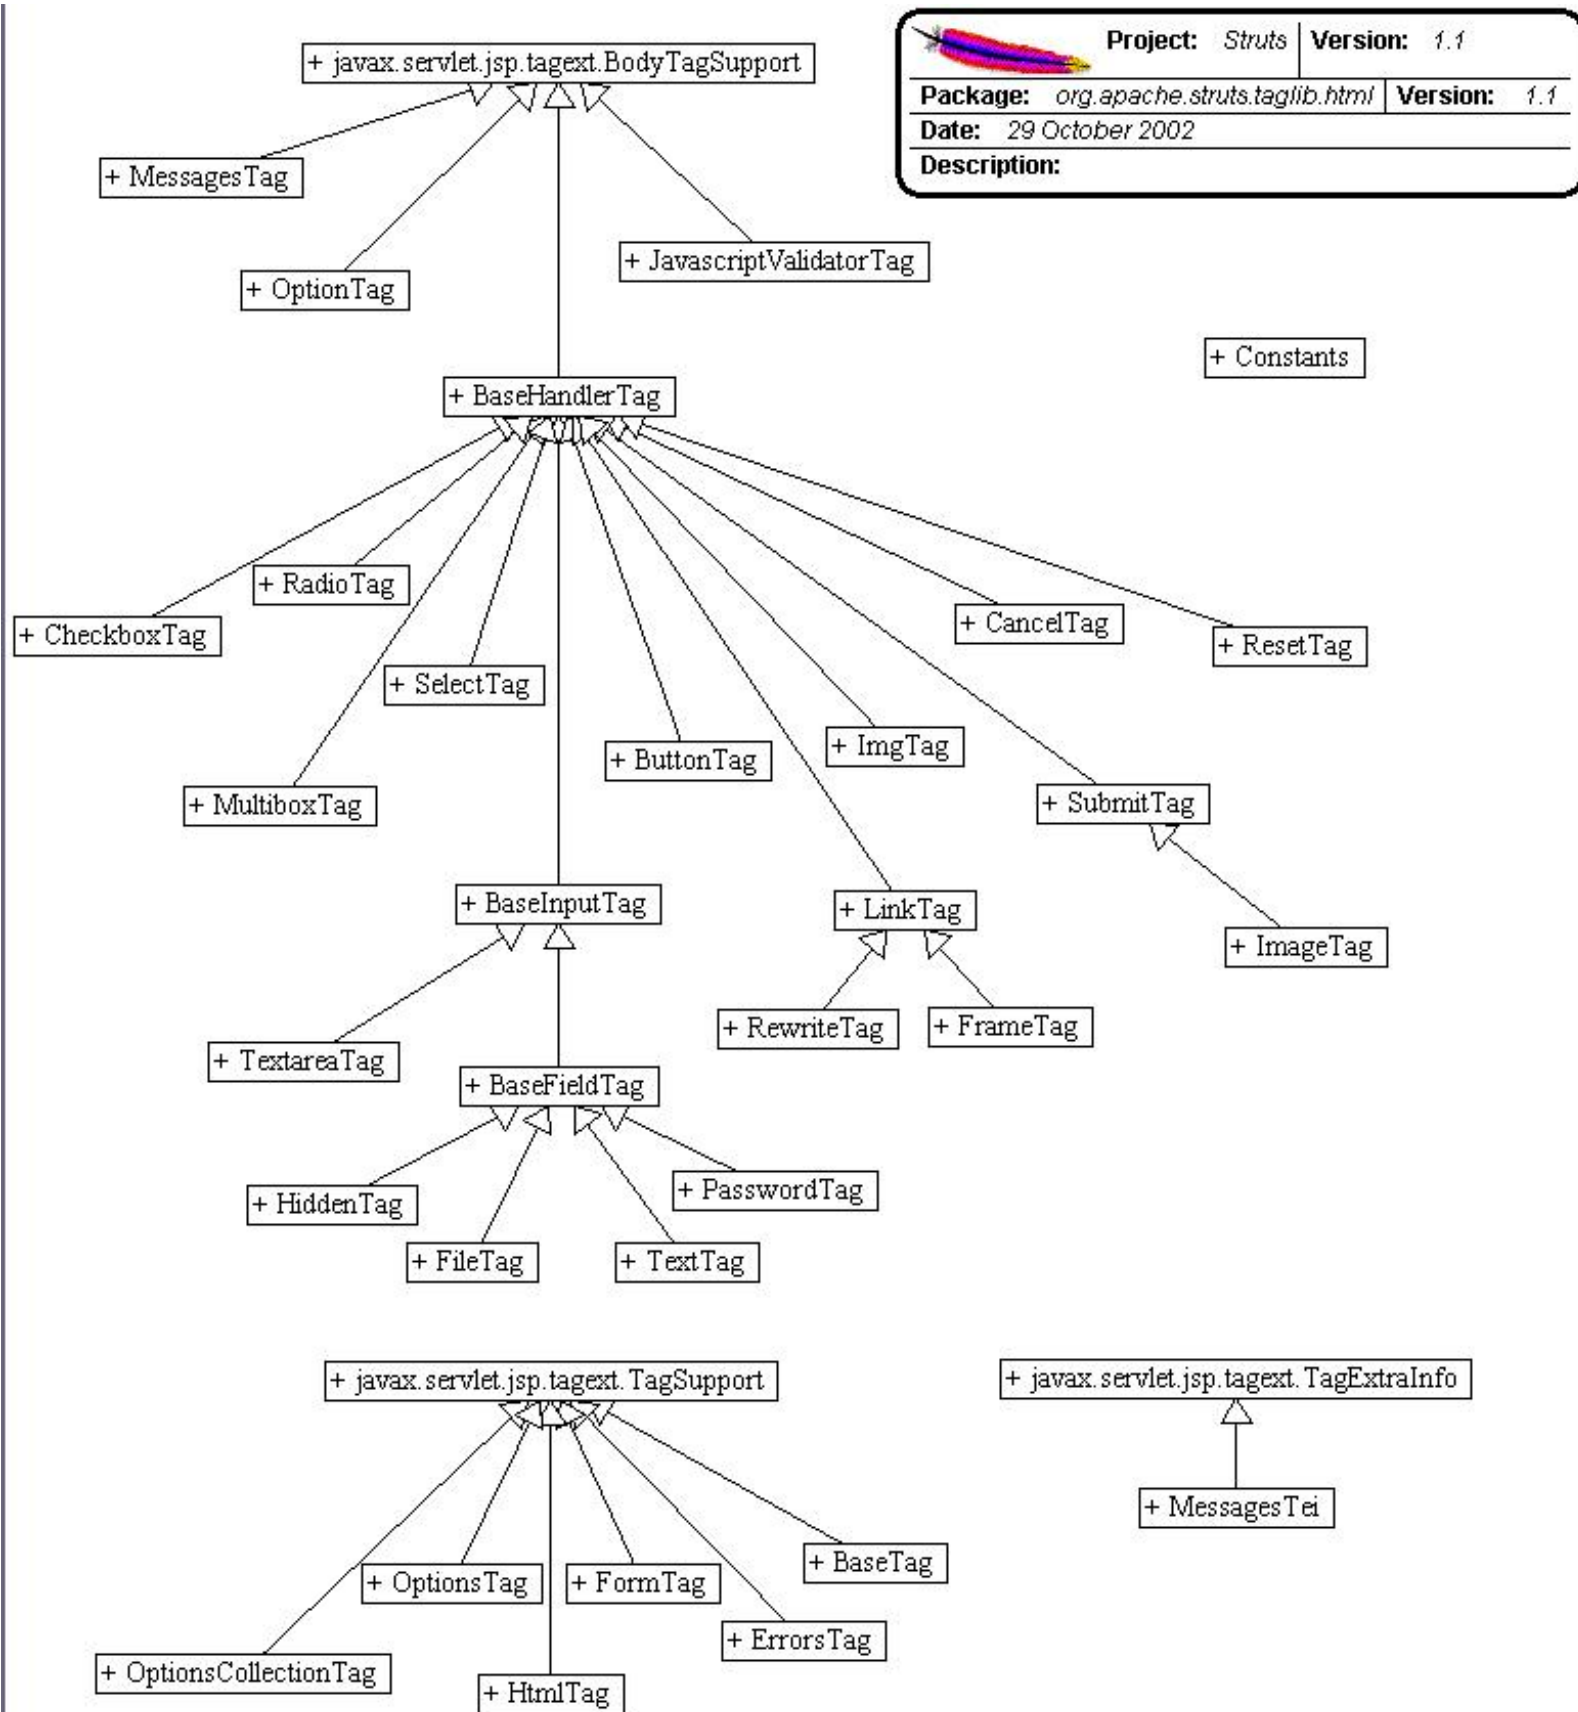 + javax.servlet.jsp.tagext.BodyTagSupport
Project: Struts Version: 1.1
Package: org.apache.struts.taglib.html Version: 1.1
Date: 29 October 2002
Description:
+ MessagesTag
+ OptionTag
+ JavascriptValidatorTag
+ Constants
+ BaseHandlerTag
+ RadioTag
+ CheckboxTag
+ CancelTag
+ ResetTag
+ SelectTag
+ ButtonTag
+ ImgTag
+ MultiboxTag
+ SubmitTag
+ BaseInputTag
+ LinkTag
+ ImageTag
+ RewriteTag
+ FrameTag
+ TextareaTag
+ BaseFieldTag
+ HiddenTag
+ PasswordTag
+ FileTag
+ TextTag
+ javax.servlet.jsp.tagext.TagSupport
+ javax.servlet.jsp.tagext.TagExtraInfo
+ MessagesTei
+ OptionsTag
+ FormTag
+ BaseTag
+ ErrorsTag
+ OptionsCollectionTag
+ HtmlTag